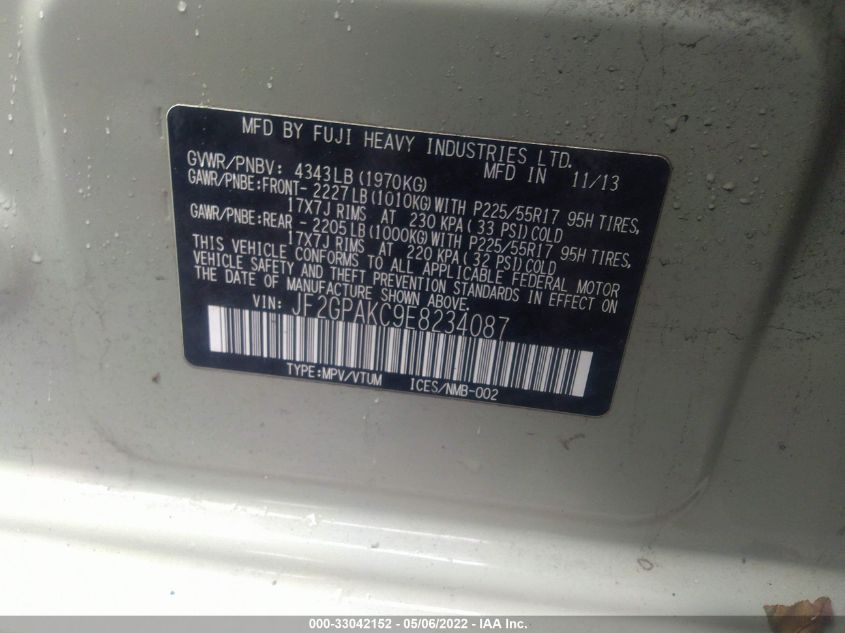 MFD BY FUJI HEAVY INDUSTRIES LTD.
GVWR/PNBV: 4343LB (1970KG) MFD IN 11/13
GAWR/PNBE:FRONT- 2227LB (1010KG) WITH P225/55R17 95H TIRES,
17X7J RIMS AT 230 KPA ( 33 PSI) COLD
GAWR/PNBE:REAR - 2205LB (1000KG) WITH P225/55R17 95H TIRES,
17X7J RIMS AT 220 KPA ( 32 PSI) COLD
THIS VEHICLE CONFORMS TO ALL APPLICABLE FEDERAL MOTOR
VEHICLE SAFETY AND THEFT PREVENTION STANDARDS IN EFFECT ON
THE DATE OF MANUFACTURE SHOWN ABOVE.
VIN: JF2GPAKC9E8234087
TYPE:MPV/VTUM ICES/NMB-002
000-33042152 - 05/06/2022 - IAA Inc.